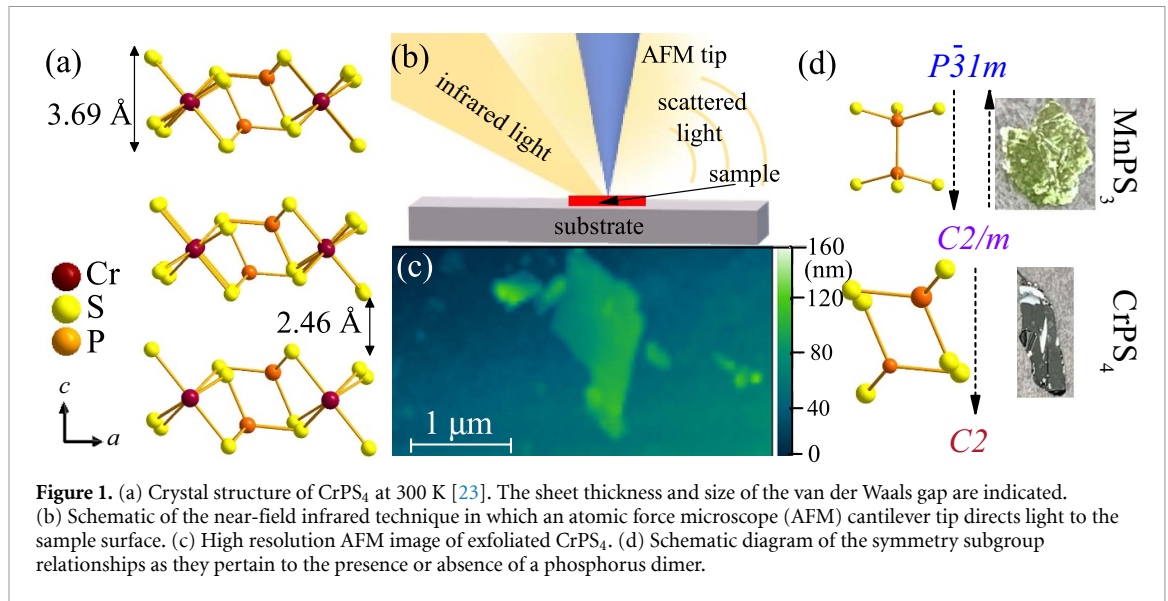 (a)
3.69 Å
2.46 Å
Cr
S
P
c
a
(b)
AFM tip
infrared light
scattered
light
sample
substrate
(c)
1 μm
160
(nm)
120
80
40
0
(d)
P3̄1m
MnPS₃
C2/m
CrPS₄
C2
Figure 1. (a) Crystal structure of CrPS₄ at 300 K [23]. The sheet thickness and size of the van der Waals gap are indicated.
(b) Schematic of the near-field infrared technique in which an atomic force microscope (AFM) cantilever tip directs light to the
sample surface. (c) High resolution AFM image of exfoliated CrPS₄. (d) Schematic diagram of the symmetry subgroup
relationships as they pertain to the presence or absence of a phosphorus dimer.